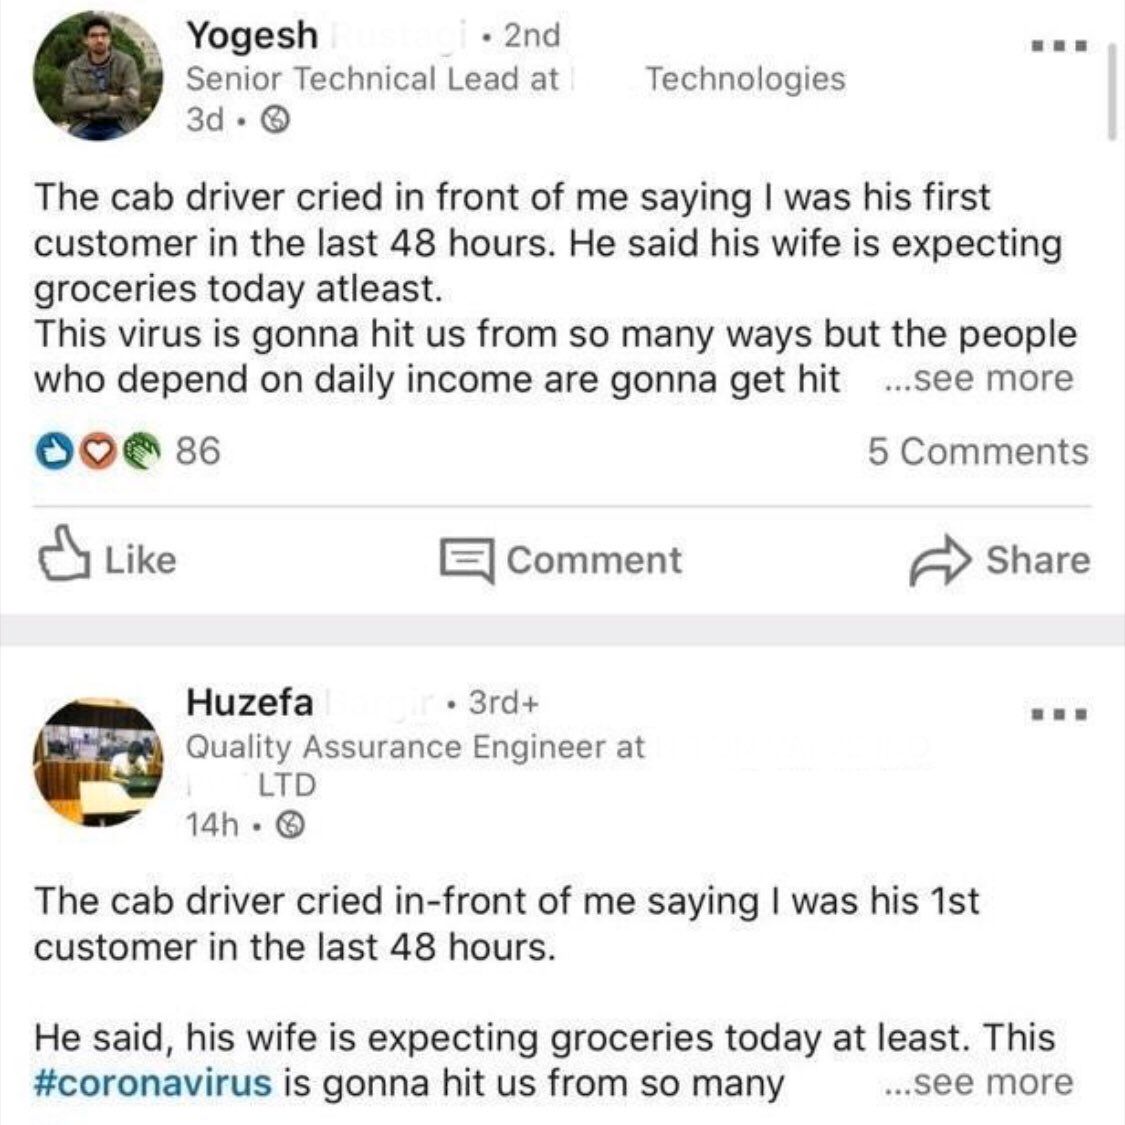 Yogesh • 2nd
Senior Technical Lead at Technologies
3d •
The cab driver cried in front of me saying I was his first
customer in the last 48 hours. He said his wife is expecting
groceries today atleast.
This virus is gonna hit us from so many ways but the people
who depend on daily income are gonna get hit ...see more
86 5 Comments
Like Comment Share
Huzefa • 3rd+
Quality Assurance Engineer at
LTD
14h •
The cab driver cried in-front of me saying I was his 1st
customer in the last 48 hours.
He said, his wife is expecting groceries today at least. This
#coronavirus is gonna hit us from so many ...see more